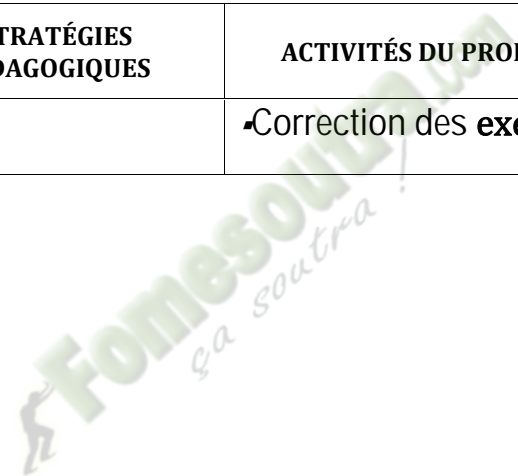 TRATÉGIES
DAGOGIQUES
ACTIVITÉS DU PRO
▪Correction des exe
Fomesoutra.com
ça soutra !